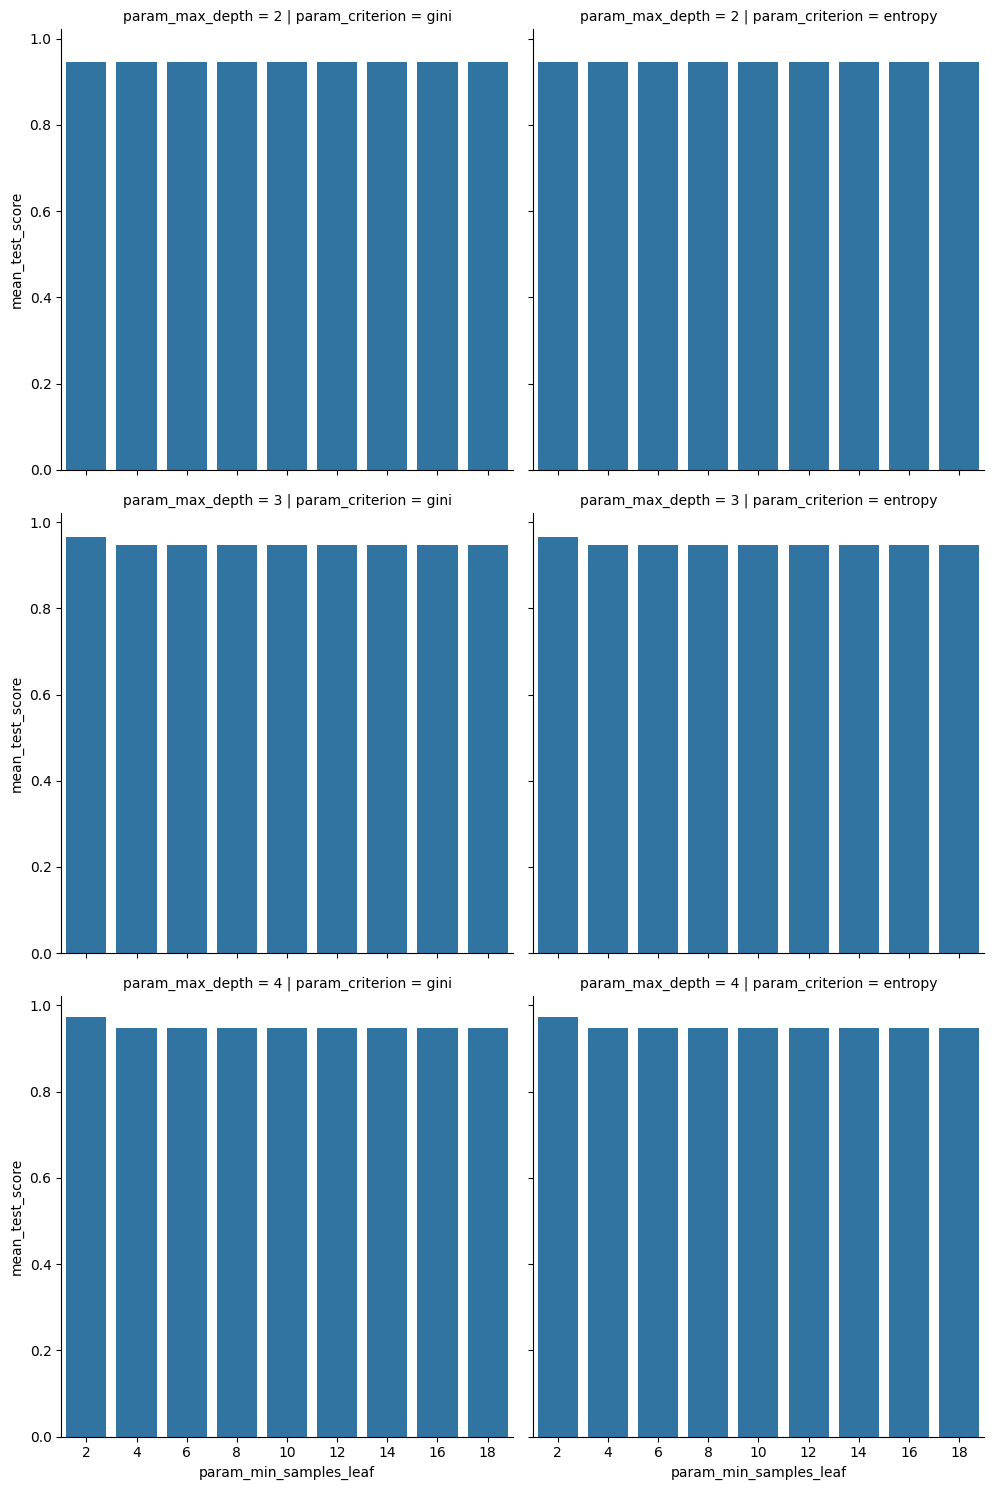 param_max_depth = 2 | param_criterion = gini
param_max_depth = 2 | param_criterion = entropy
1.0
0.8
0.6
0.4
0.2
0.0
mean_test_score
param_max_depth = 3 | param_criterion = gini
param_max_depth = 3 | param_criterion = entropy
1.0
0.8
0.6
0.4
0.2
0.0
mean_test_score
param_max_depth = 4 | param_criterion = gini
param_max_depth = 4 | param_criterion = entropy
1.0
0.8
0.6
0.4
0.2
0.0
mean_test_score
2 4 6 8 10 12 14 16 18
param_min_samples_leaf
2 4 6 8 10 12 14 16 18
param_min_samples_leaf